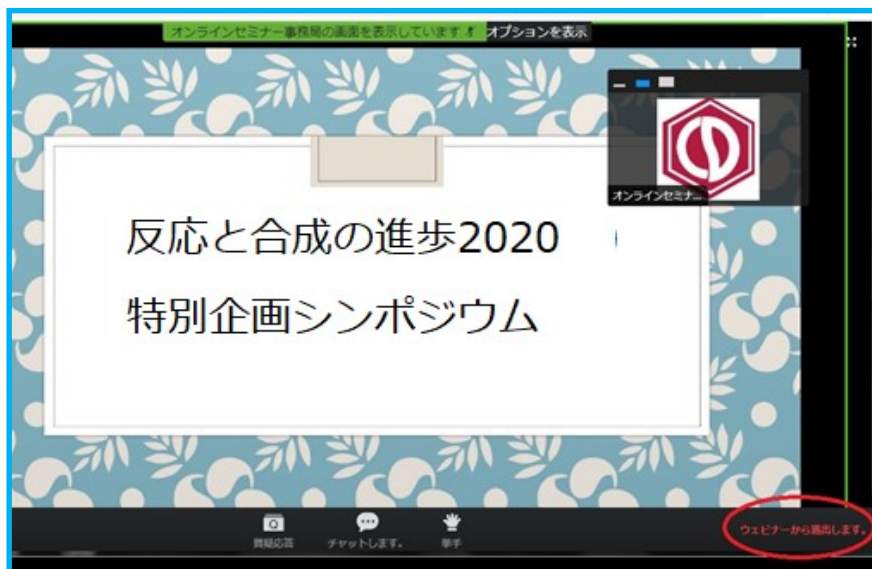 オンラインセミナー事務局の画面を表示しています
オプションを表示
オンラインセミナ...
反応と合成の進歩2020
特別企画シンポジウム
Q
質疑応答
チャットします。
挙手
ウェビナーから退出します。